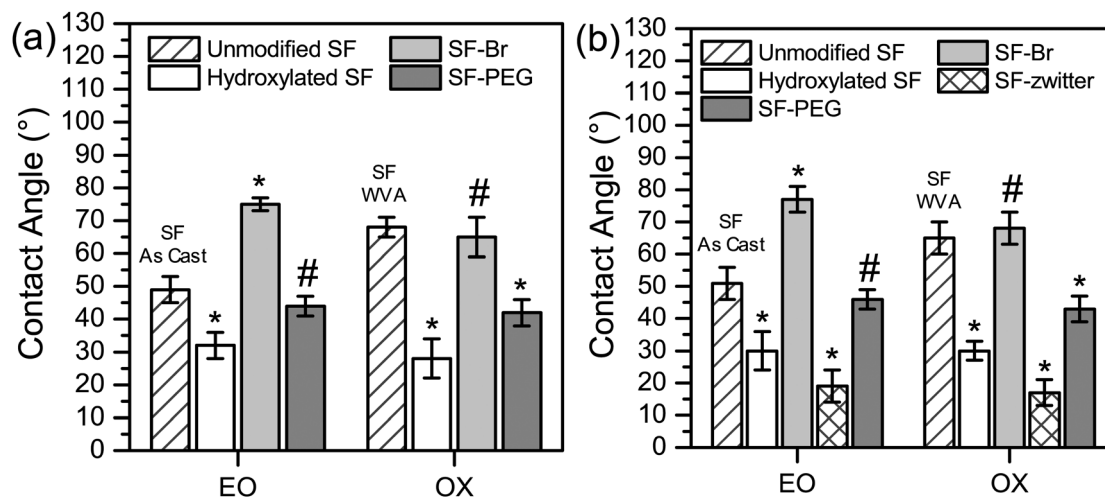 (a)
Contact Angle (°)
130
120
110
100
90
80
70
60
50
40
30
20
10
0
Unmodified SF
SF-Br
Hydroxylated SF
SF-PEG
SF
As Cast
*
*
#
SF
WVA
*
#
*
EO
OX
(b)
Contact Angle (°)
130
120
110
100
90
80
70
60
50
40
30
20
10
0
Unmodified SF
SF-Br
Hydroxylated SF
SF-zwitter
SF-PEG
SF
As Cast
*
*
*
#
SF
WVA
*
#
*
*
EO
OX